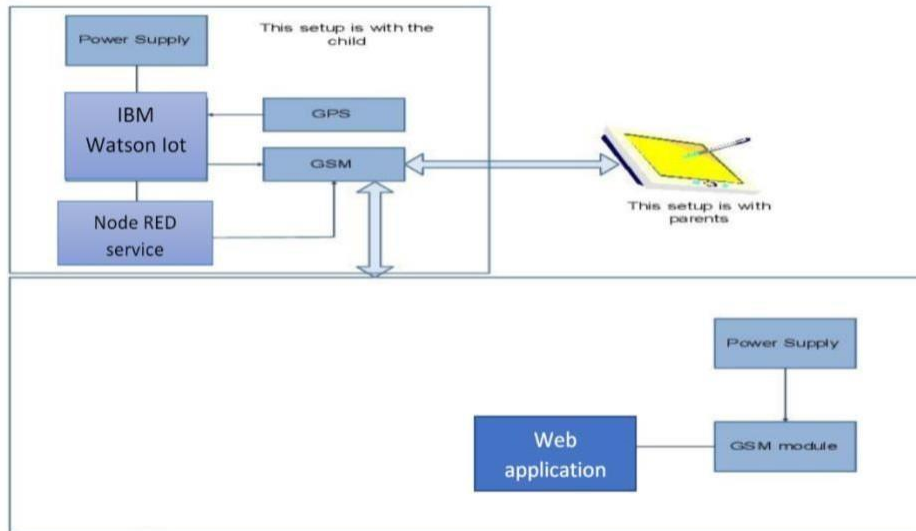 Power Supply
This setup is with the
child
IBM
Watson lot
GPS
GSM
Node RED
service
This setup is with
parents
Power Supply
Web
application
GSM module